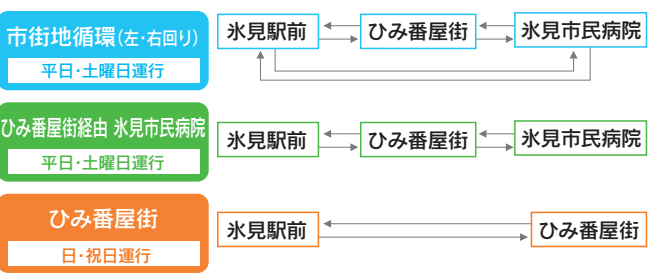 市街地循環(左・右回り)
平日・土曜日運行
氷見駅前
ひみ番屋街
氷見市民病院
ひみ番屋街経由 氷見市民病院
平日・土曜日運行
氷見駅前
ひみ番屋街
氷見市民病院
ひみ番屋街
日・祝日運行
氷見駅前
ひみ番屋街